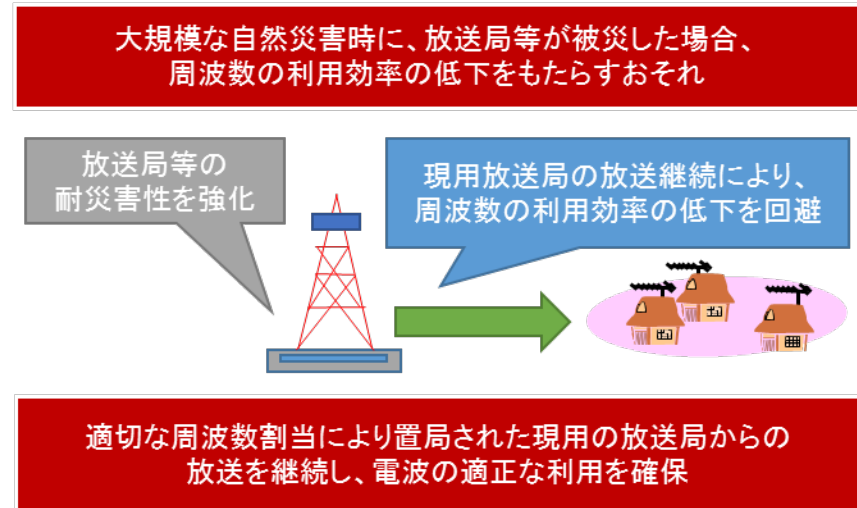 大規模な自然災害時に、放送局等が被災した場合、
周波数の利用効率の低下をもたらすおそれ
放送局等の
耐災害性を強化
現用放送局の放送継続により、
周波数の利用効率の低下を回避
適切な周波数割当により置局された現用の放送局からの
放送を継続し、電波の適正な利用を確保